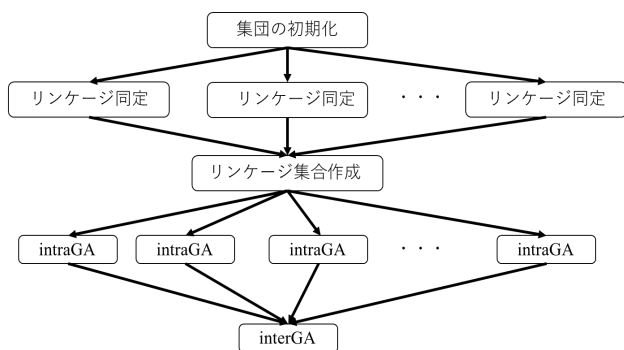 集団の初期化
リンケージ同定 リンケージ同定 ・・・ リンケージ同定
リンケージ集合作成
intraGA intraGA intraGA ・・・ intraGA
interGA